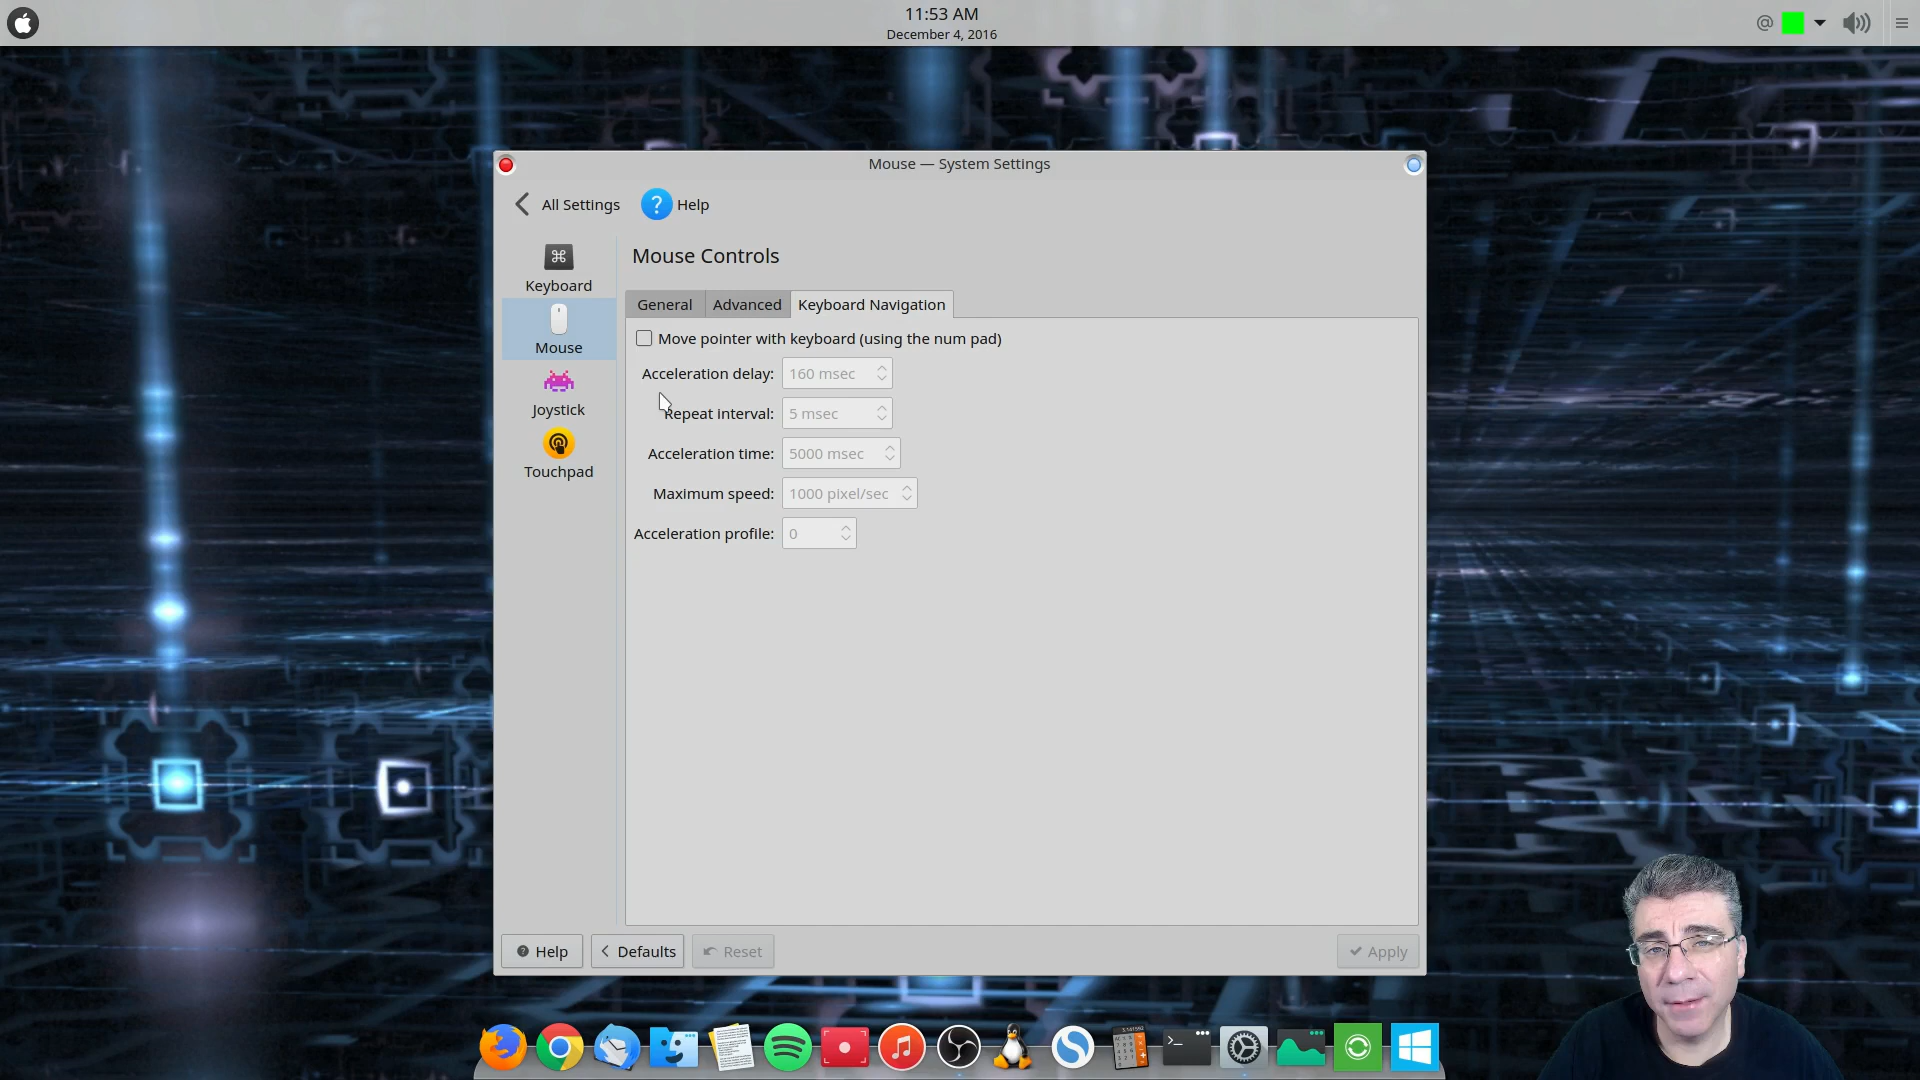 11:53 AM
December 4, 2016
Mouse — System Settings
All Settings
? Help
Keyboard
Mouse
Joystick
Touchpad
Mouse Controls
General
Advanced
Keyboard Navigation
Move pointer with keyboard (using the num pad)
Acceleration delay: 160 msec
Repeat interval: 5 msec
Acceleration time: 5000 msec
Maximum speed: 1000 pixel/sec
Acceleration profile: 0
Help
Defaults
Reset
Apply